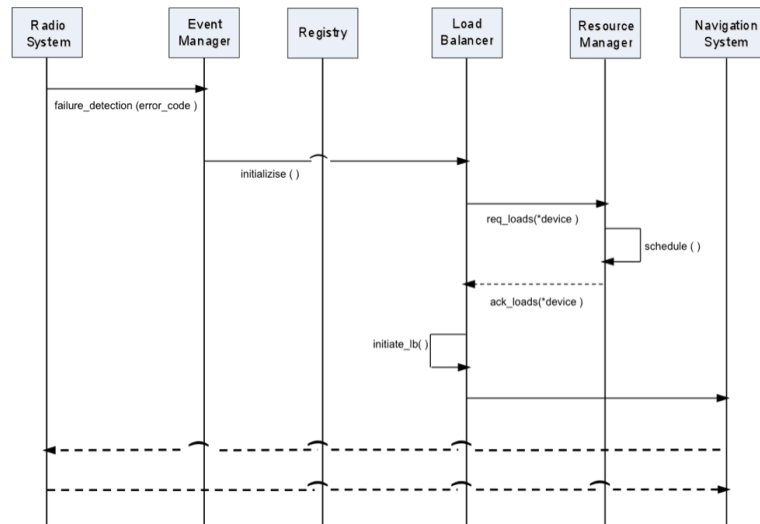 Radio
System
Event
Manager
Registry
Load
Balancer
Resource
Manager
Navigation
System
failure_detection (error_code )
initializise ( )
req_loads(*device )
schedule ( )
ack_loads(*device )
initiate_lb( )